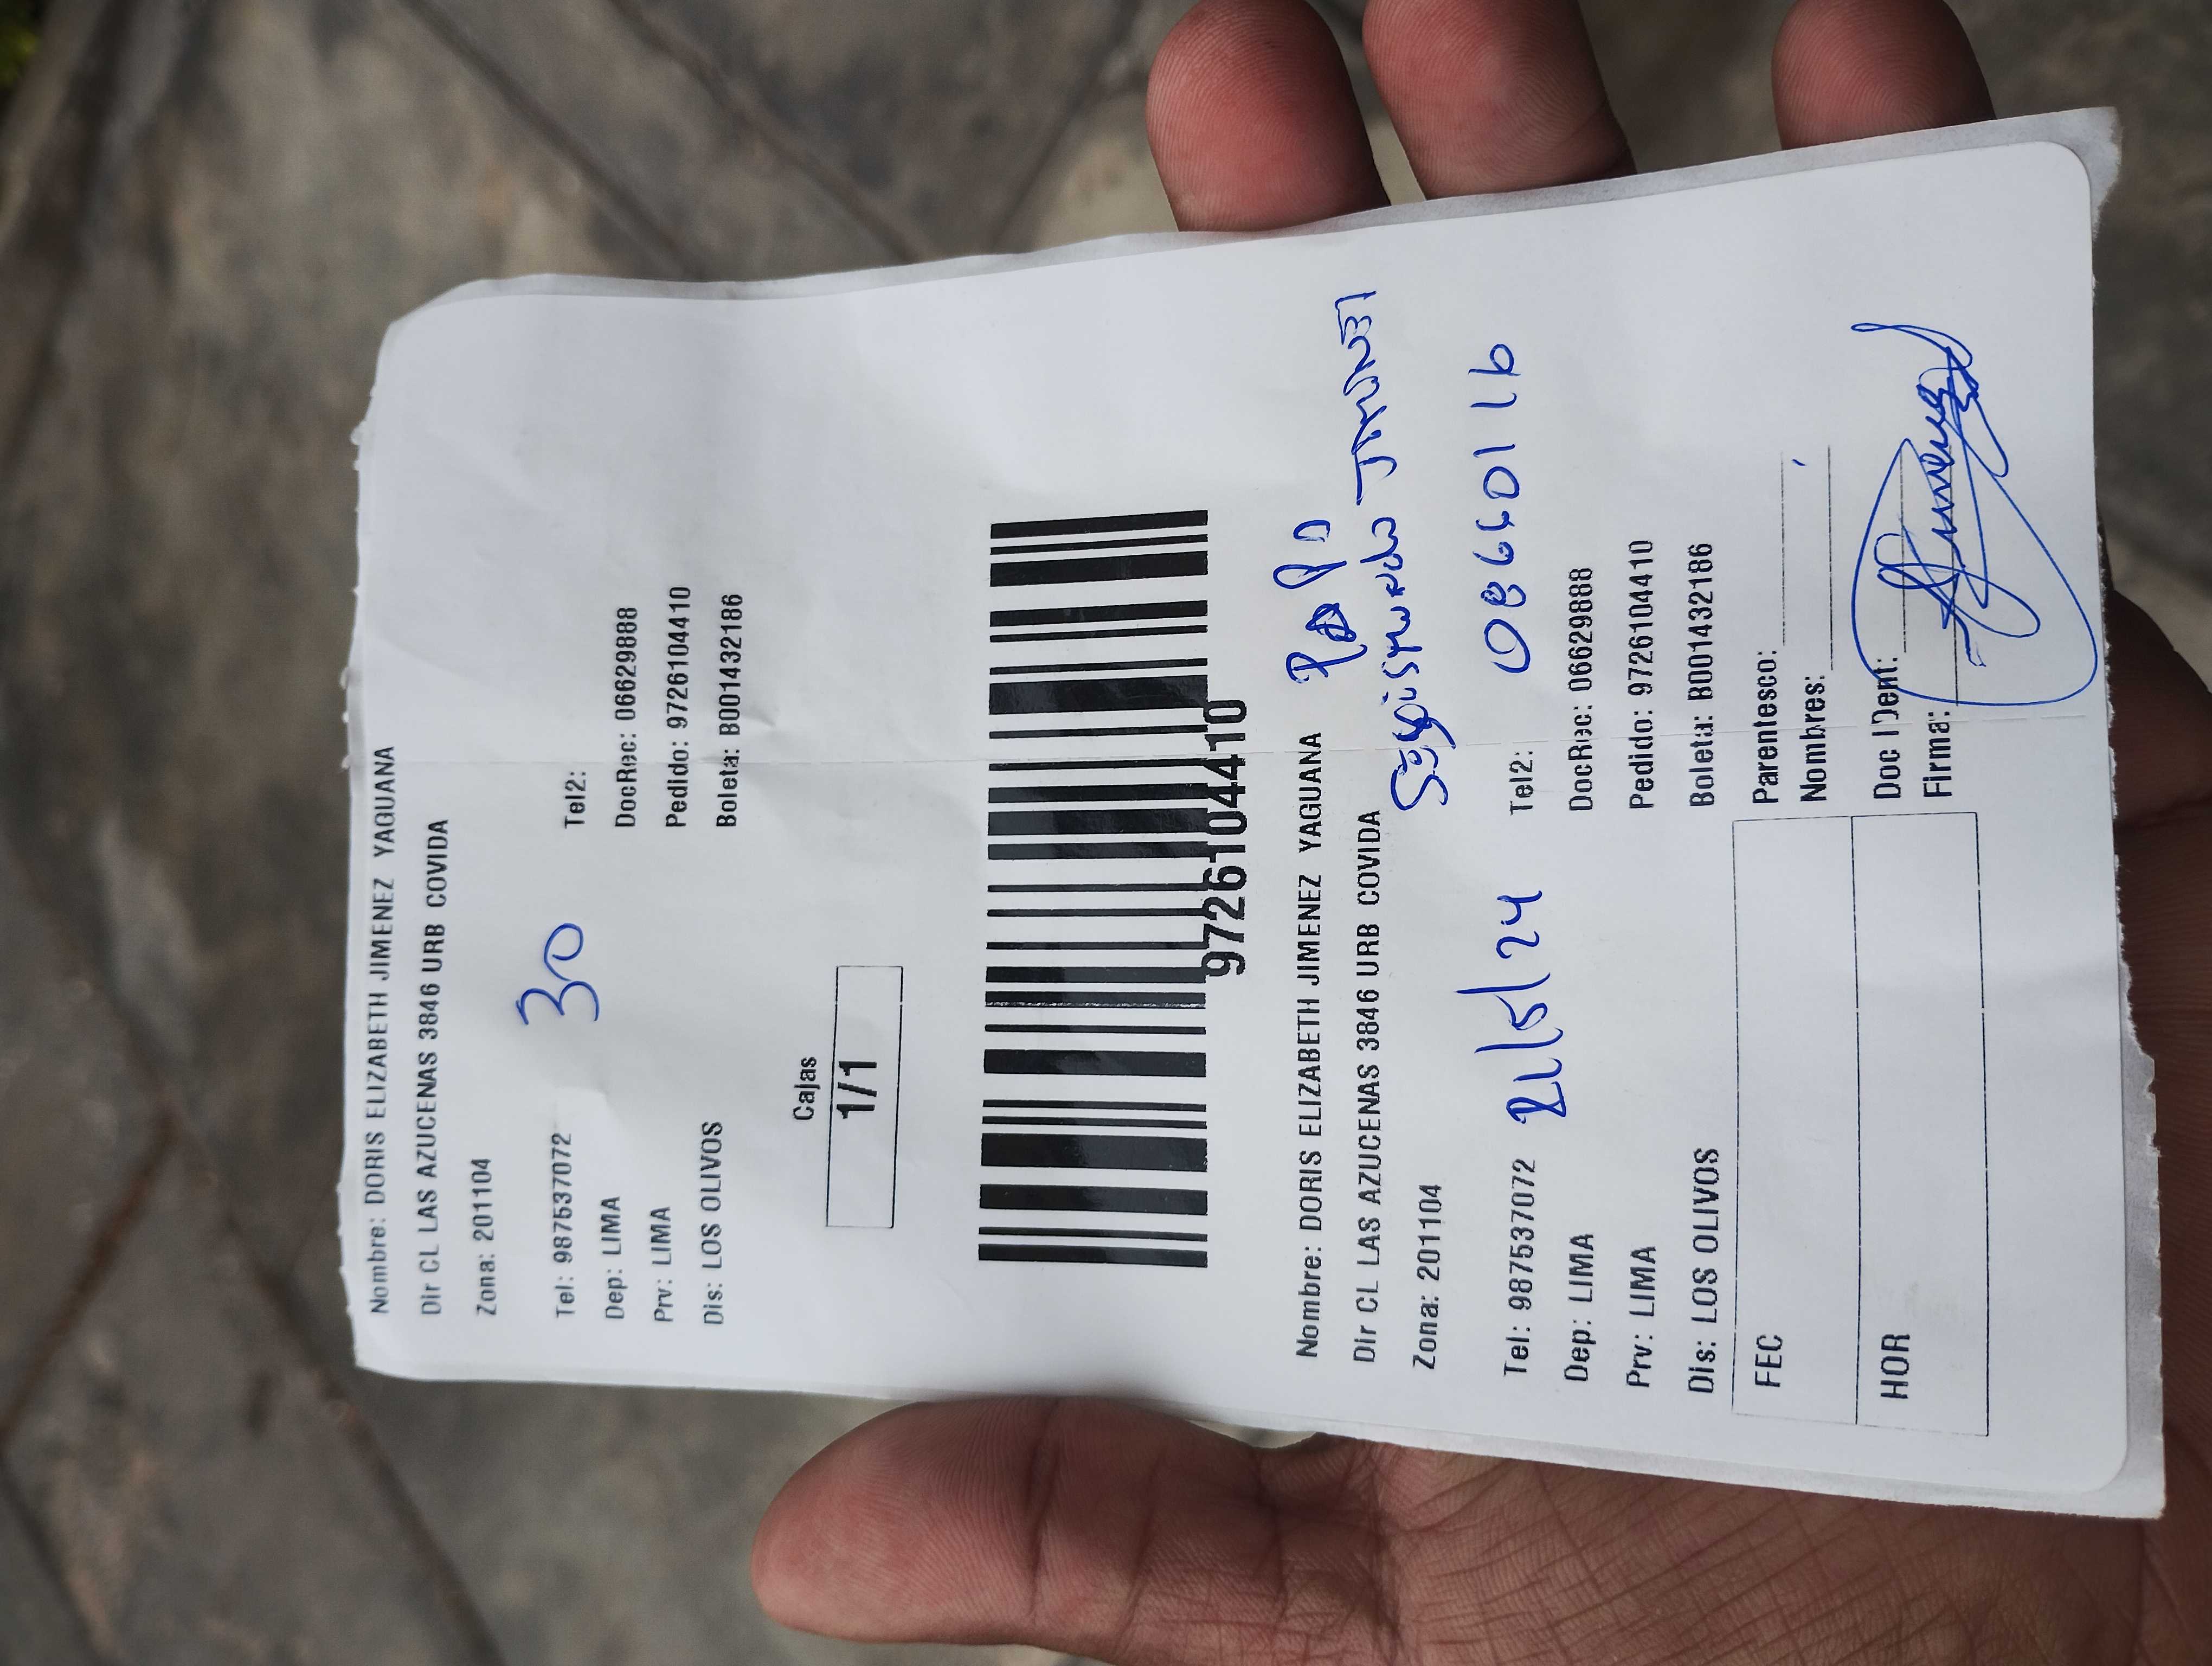 Nombre: DORIS ELIZABETH JIMENEZ YAGUANA
Dir CL LAS AZUCENAS 3846 URB COVIDA
Zona: 201104
30
Tel: 987537072 Tel2:
Dep: LIMA DocRec: 06629888
Prv: LIMA Pedido: 9726104410
Dis: LOS OLIVOS Boleta: B001432186
Cajas
1/1
9726104410
Nombre: DORIS ELIZABETH JIMENEZ YAGUANA
Dir CL LAS AZUCENAS 3846 URB COVIDA
Zona: 201104
21/5/24
Tel: 987537072 Tel2:
Dep: LIMA DocRec: 06629888
Prv: LIMA Pedido: 9726104410
Dis: LOS OLIVOS Boleta: B001432186
FEC Parentesco:
Nombres:
HOR Doc IDent:
Firma: